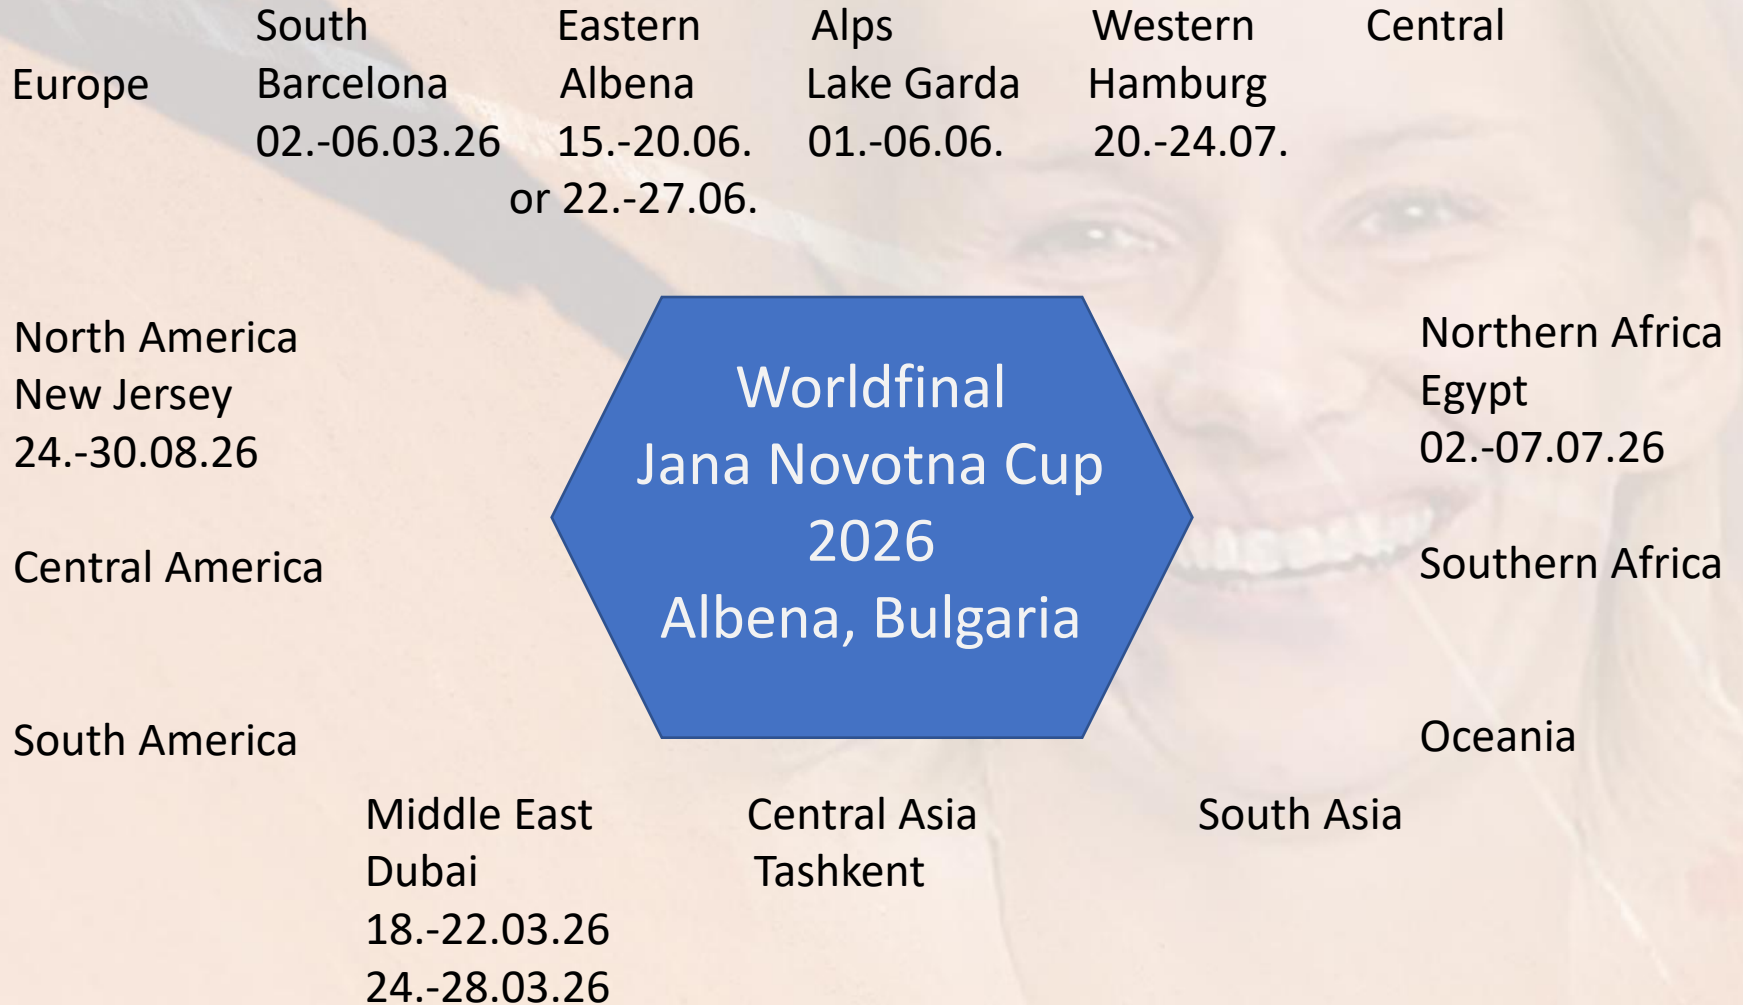 South Eastern Alps Western Central
Europe Barcelona Albena Lake Garda Hamburg
02.-06.03.26 15.-20.06. 01.-06.06. 20.-24.07.
or 22.-27.06.
North America
New Jersey
24.-30.08.26
Central America
South America
Worldfinal
Jana Novotna Cup
2026
Albena, Bulgaria
Northern Africa
Egypt
02.-07.07.26
Southern Africa
Oceania
Middle East
Dubai
18.-22.03.26
24.-28.03.26
Central Asia
Tashkent
South Asia